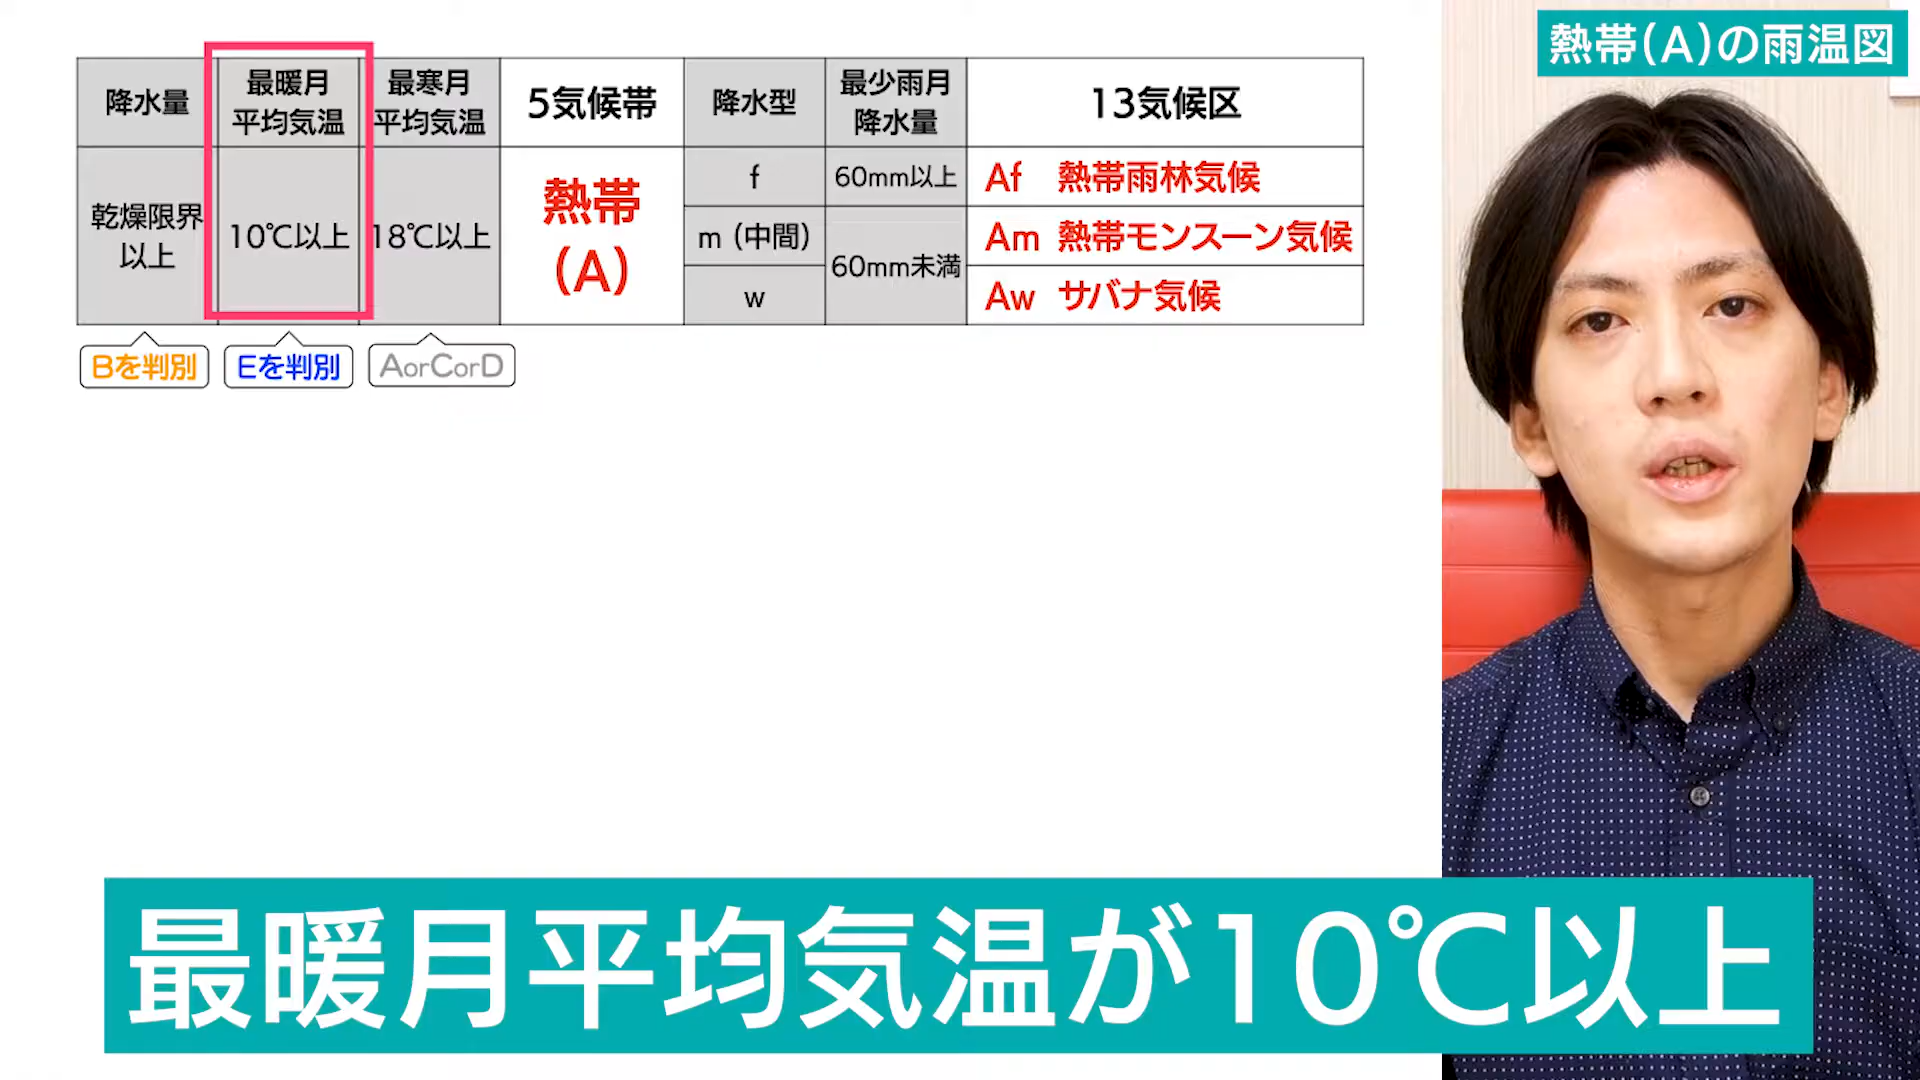 熱帯(A)の雨温図
降水量
最暖月
平均気温
最寒月
平均気温
5気候帯
降水型
最少雨月
降水量
13気候区
乾燥限界
以上
10℃以上
18℃以上
熱帯
(A)
f
60mm以上
Af 熱帯雨林気候
m(中間)
60mm未満
Am 熱帯モンスーン気候
w
Aw サバナ気候
Bを判別
Eを判別
AorCorD
最暖月平均気温が10℃以上